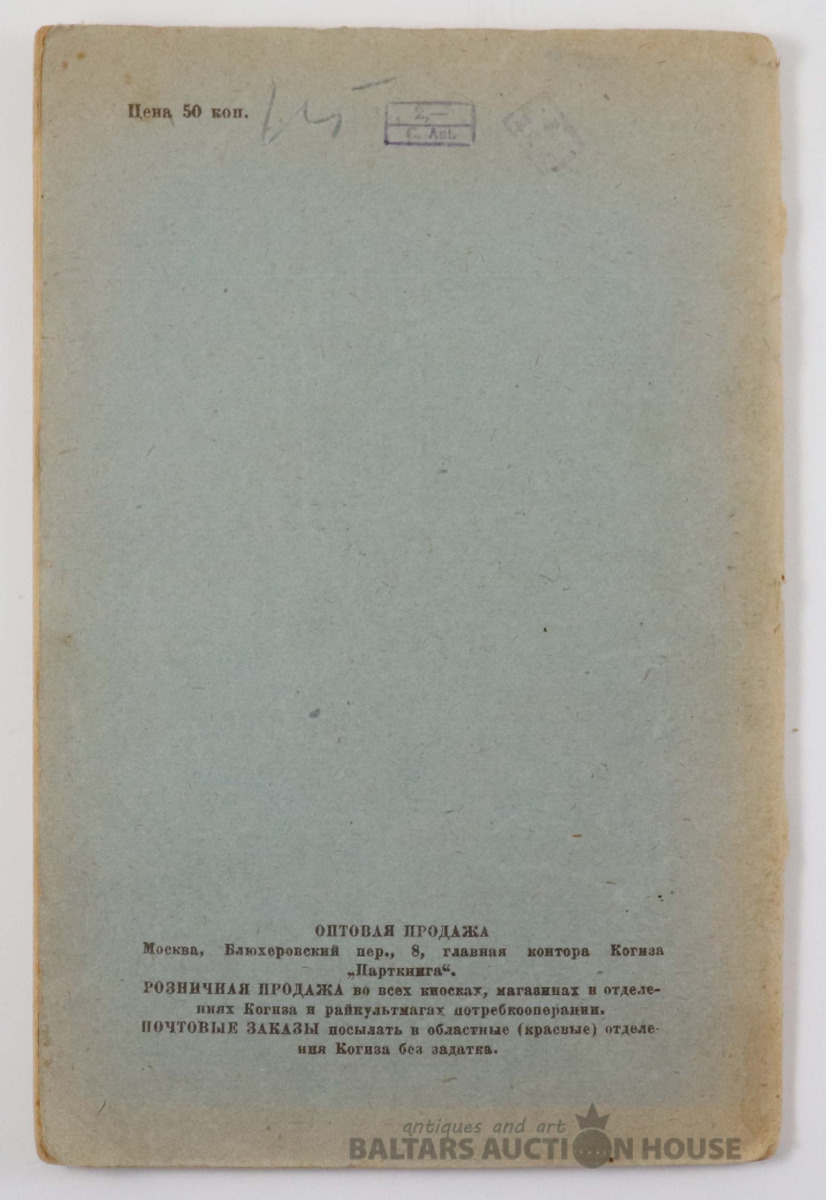 Цена 50 коп.
2,—
C. Ant.
ОПТОВАЯ ПРОДАЖА
Москва, Блюхеровский пер., 8, главная контора Когиза
„Парткнига“.
РОЗНИЧНАЯ ПРОДАЖА во всех киосках, магазинах и отделе-
ниях Когиза и райкультмагах потребкооперации.
ПОЧТОВЫЕ ЗАКАЗЫ посылать в областные (краевые) отделе-
ния Когиза без задатка.
antiques and art
BALTARS AUCTION HOUSE